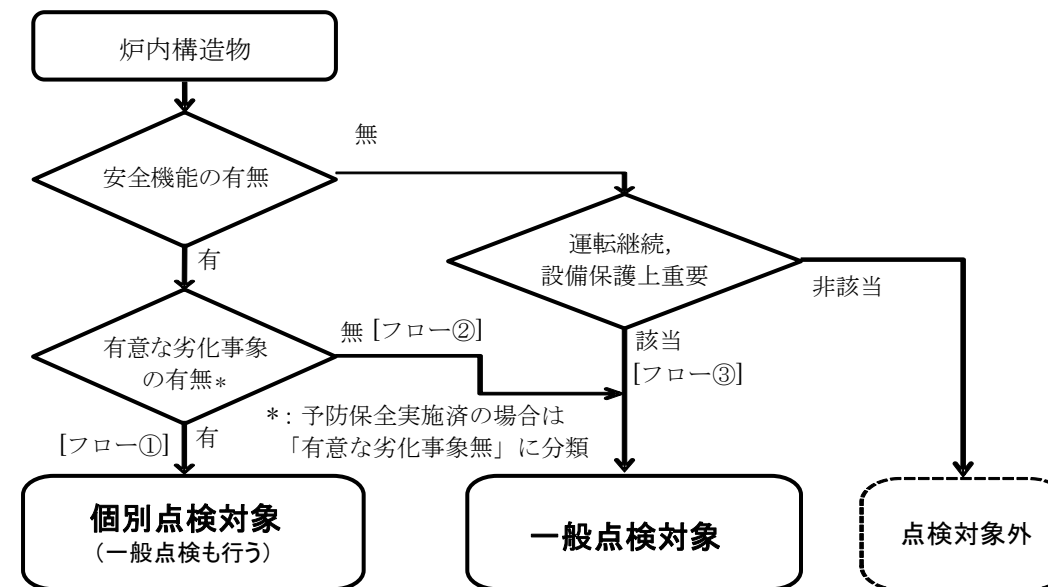 炉内構造物
無
安全機能の有無
運転継続,
設備保護上重要
有
非該当
有意な劣化事象
の有無*
無 [フロー②]
該当
[フロー③]
*：予防保全実施済の場合は
「有意な劣化事象無」に分類
[フロー①] 有
個別点検対象
(一般点検も行う)
一般点検対象
点検対象外